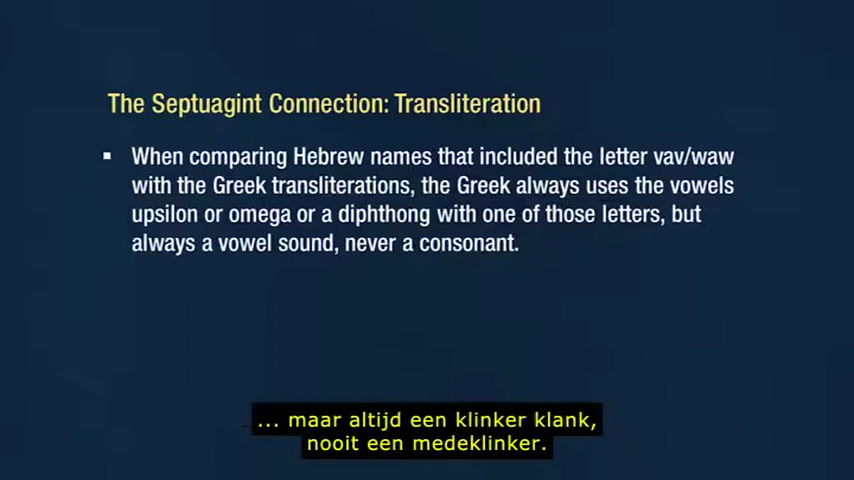 The Septuagint Connection: Transliteration
▪ When comparing Hebrew names that included the letter vav/waw
with the Greek transliterations, the Greek always uses the vowels
upsilon or omega or a diphthong with one of those letters, but
always a vowel sound, never a consonant.
... maar altijd een klinker klank,
nooit een medeklinker.